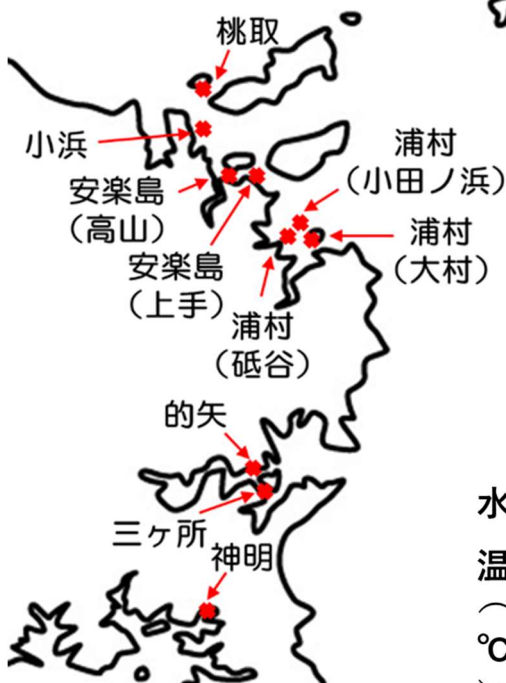 桃取
小浜
安楽島
（高山）
安楽島
（上手）
浦村
（小田ノ浜）
浦村
（大村）
浦村
（砥谷）
的矢
三ヶ所
神明
水
温
（
℃
）